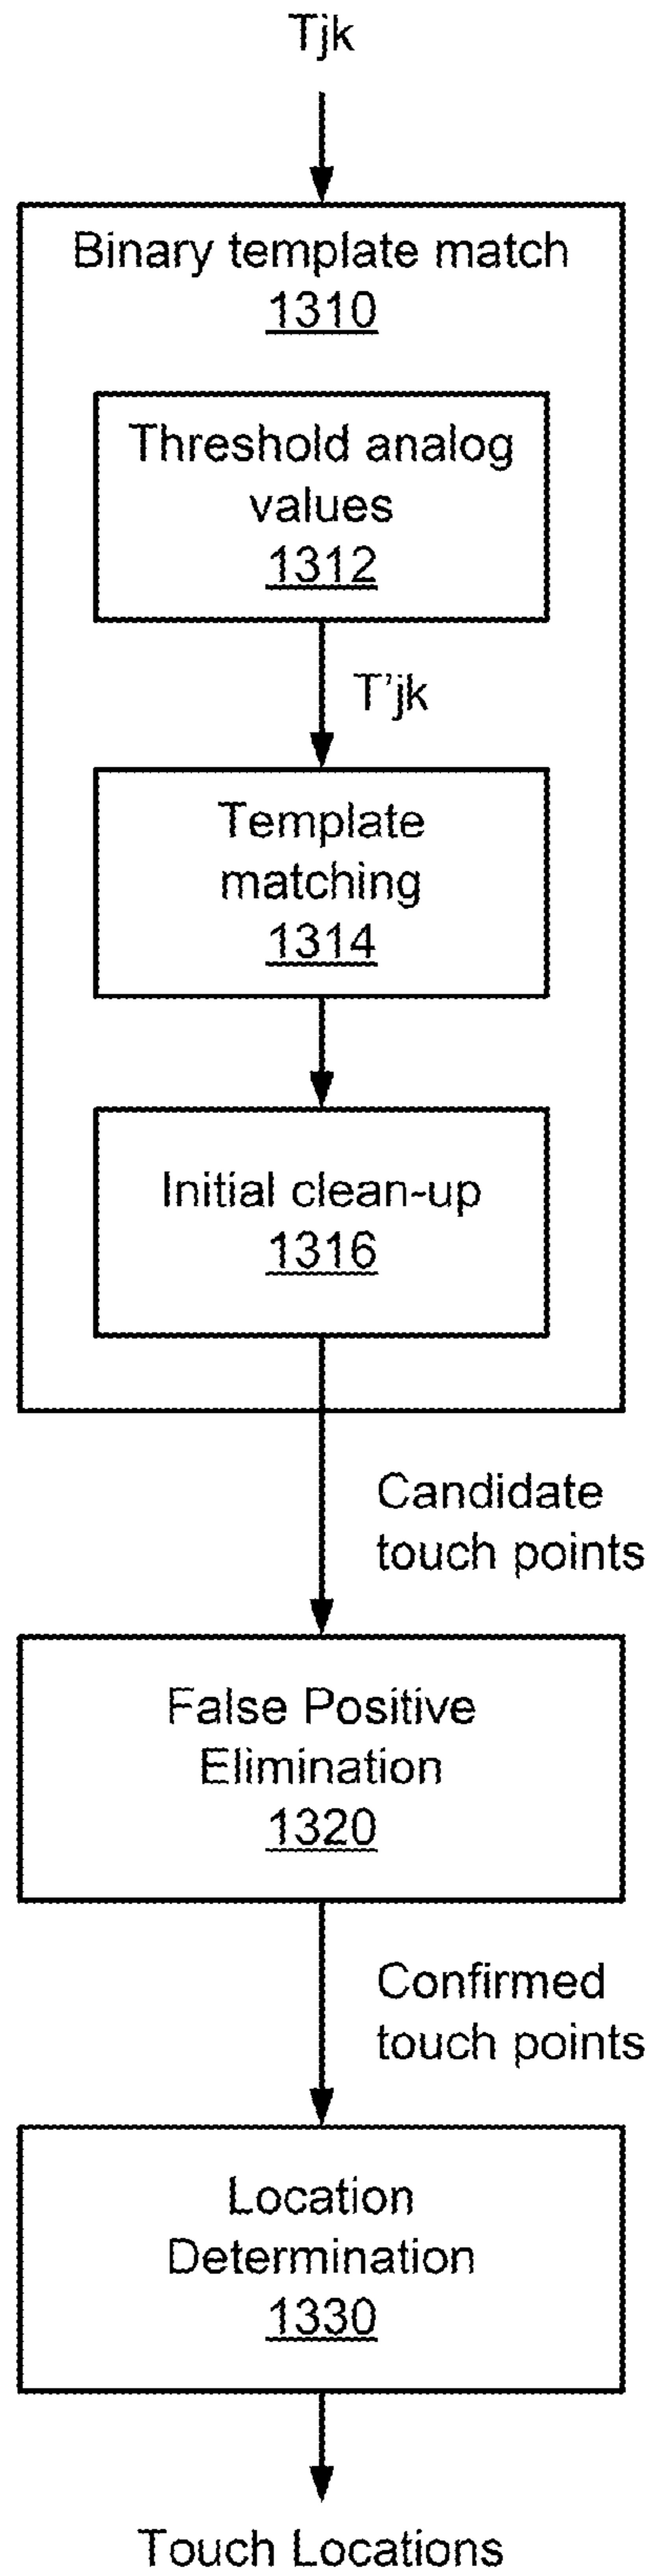 Tjk
Binary template match
1310
Threshold analog
values
1312
T'jk
Template
matching
1314
Initial clean-up
1316
Candidate
touch points
False Positive
Elimination
1320
Confirmed
touch points
Location
Determination
1330
Touch Locations